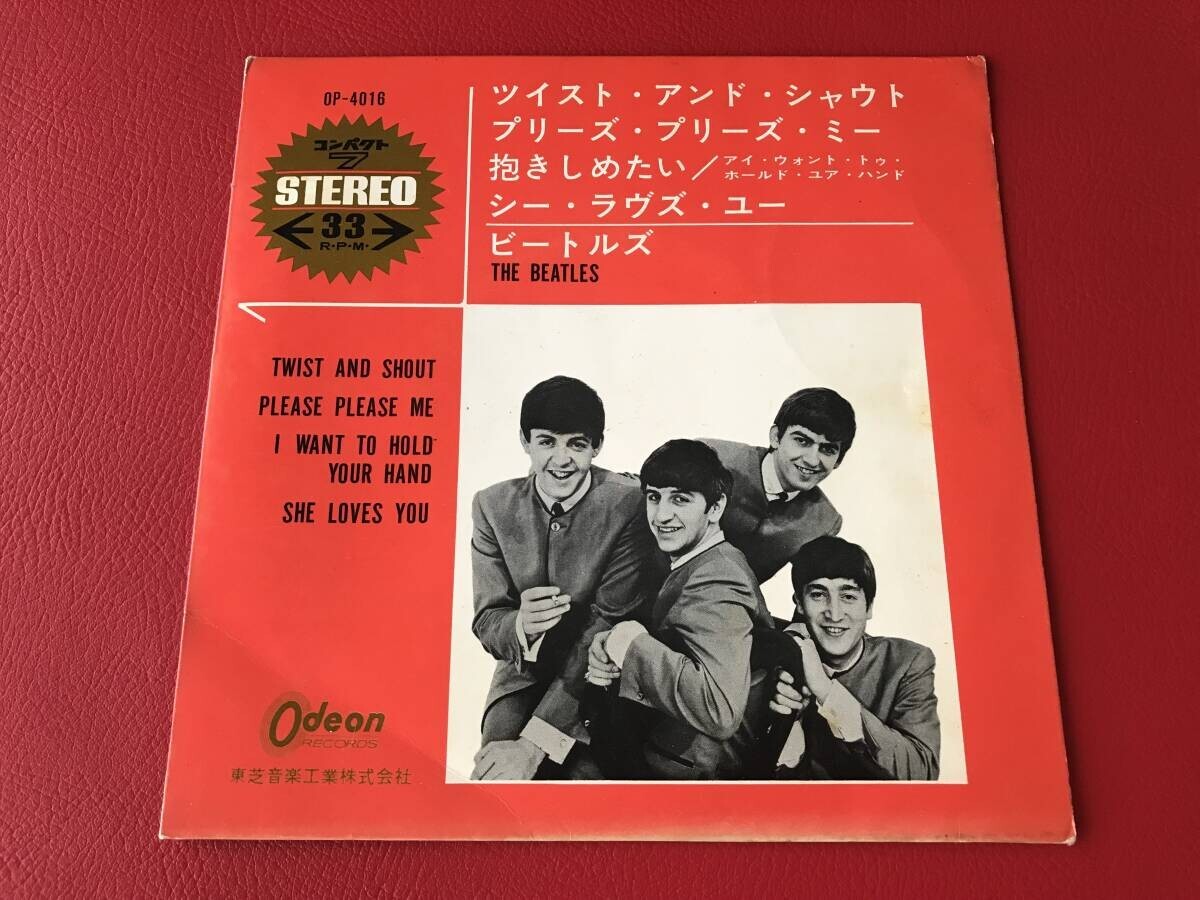 OP-4016
コンパクト
7
STEREO
33
R·P·M·
ツイスト・アンド・シャウト
プリーズ・プリーズ・ミー
抱きしめたい／アイ・ウォント・トゥ・
ホールド・ユア・ハンド
シー・ラヴズ・ユー
ビートルズ
THE BEATLES
TWIST AND SHOUT
PLEASE PLEASE ME
I WANT TO HOLD
YOUR HAND
SHE LOVES YOU
Odeon
RECORDS
東芝音楽工業株式会社